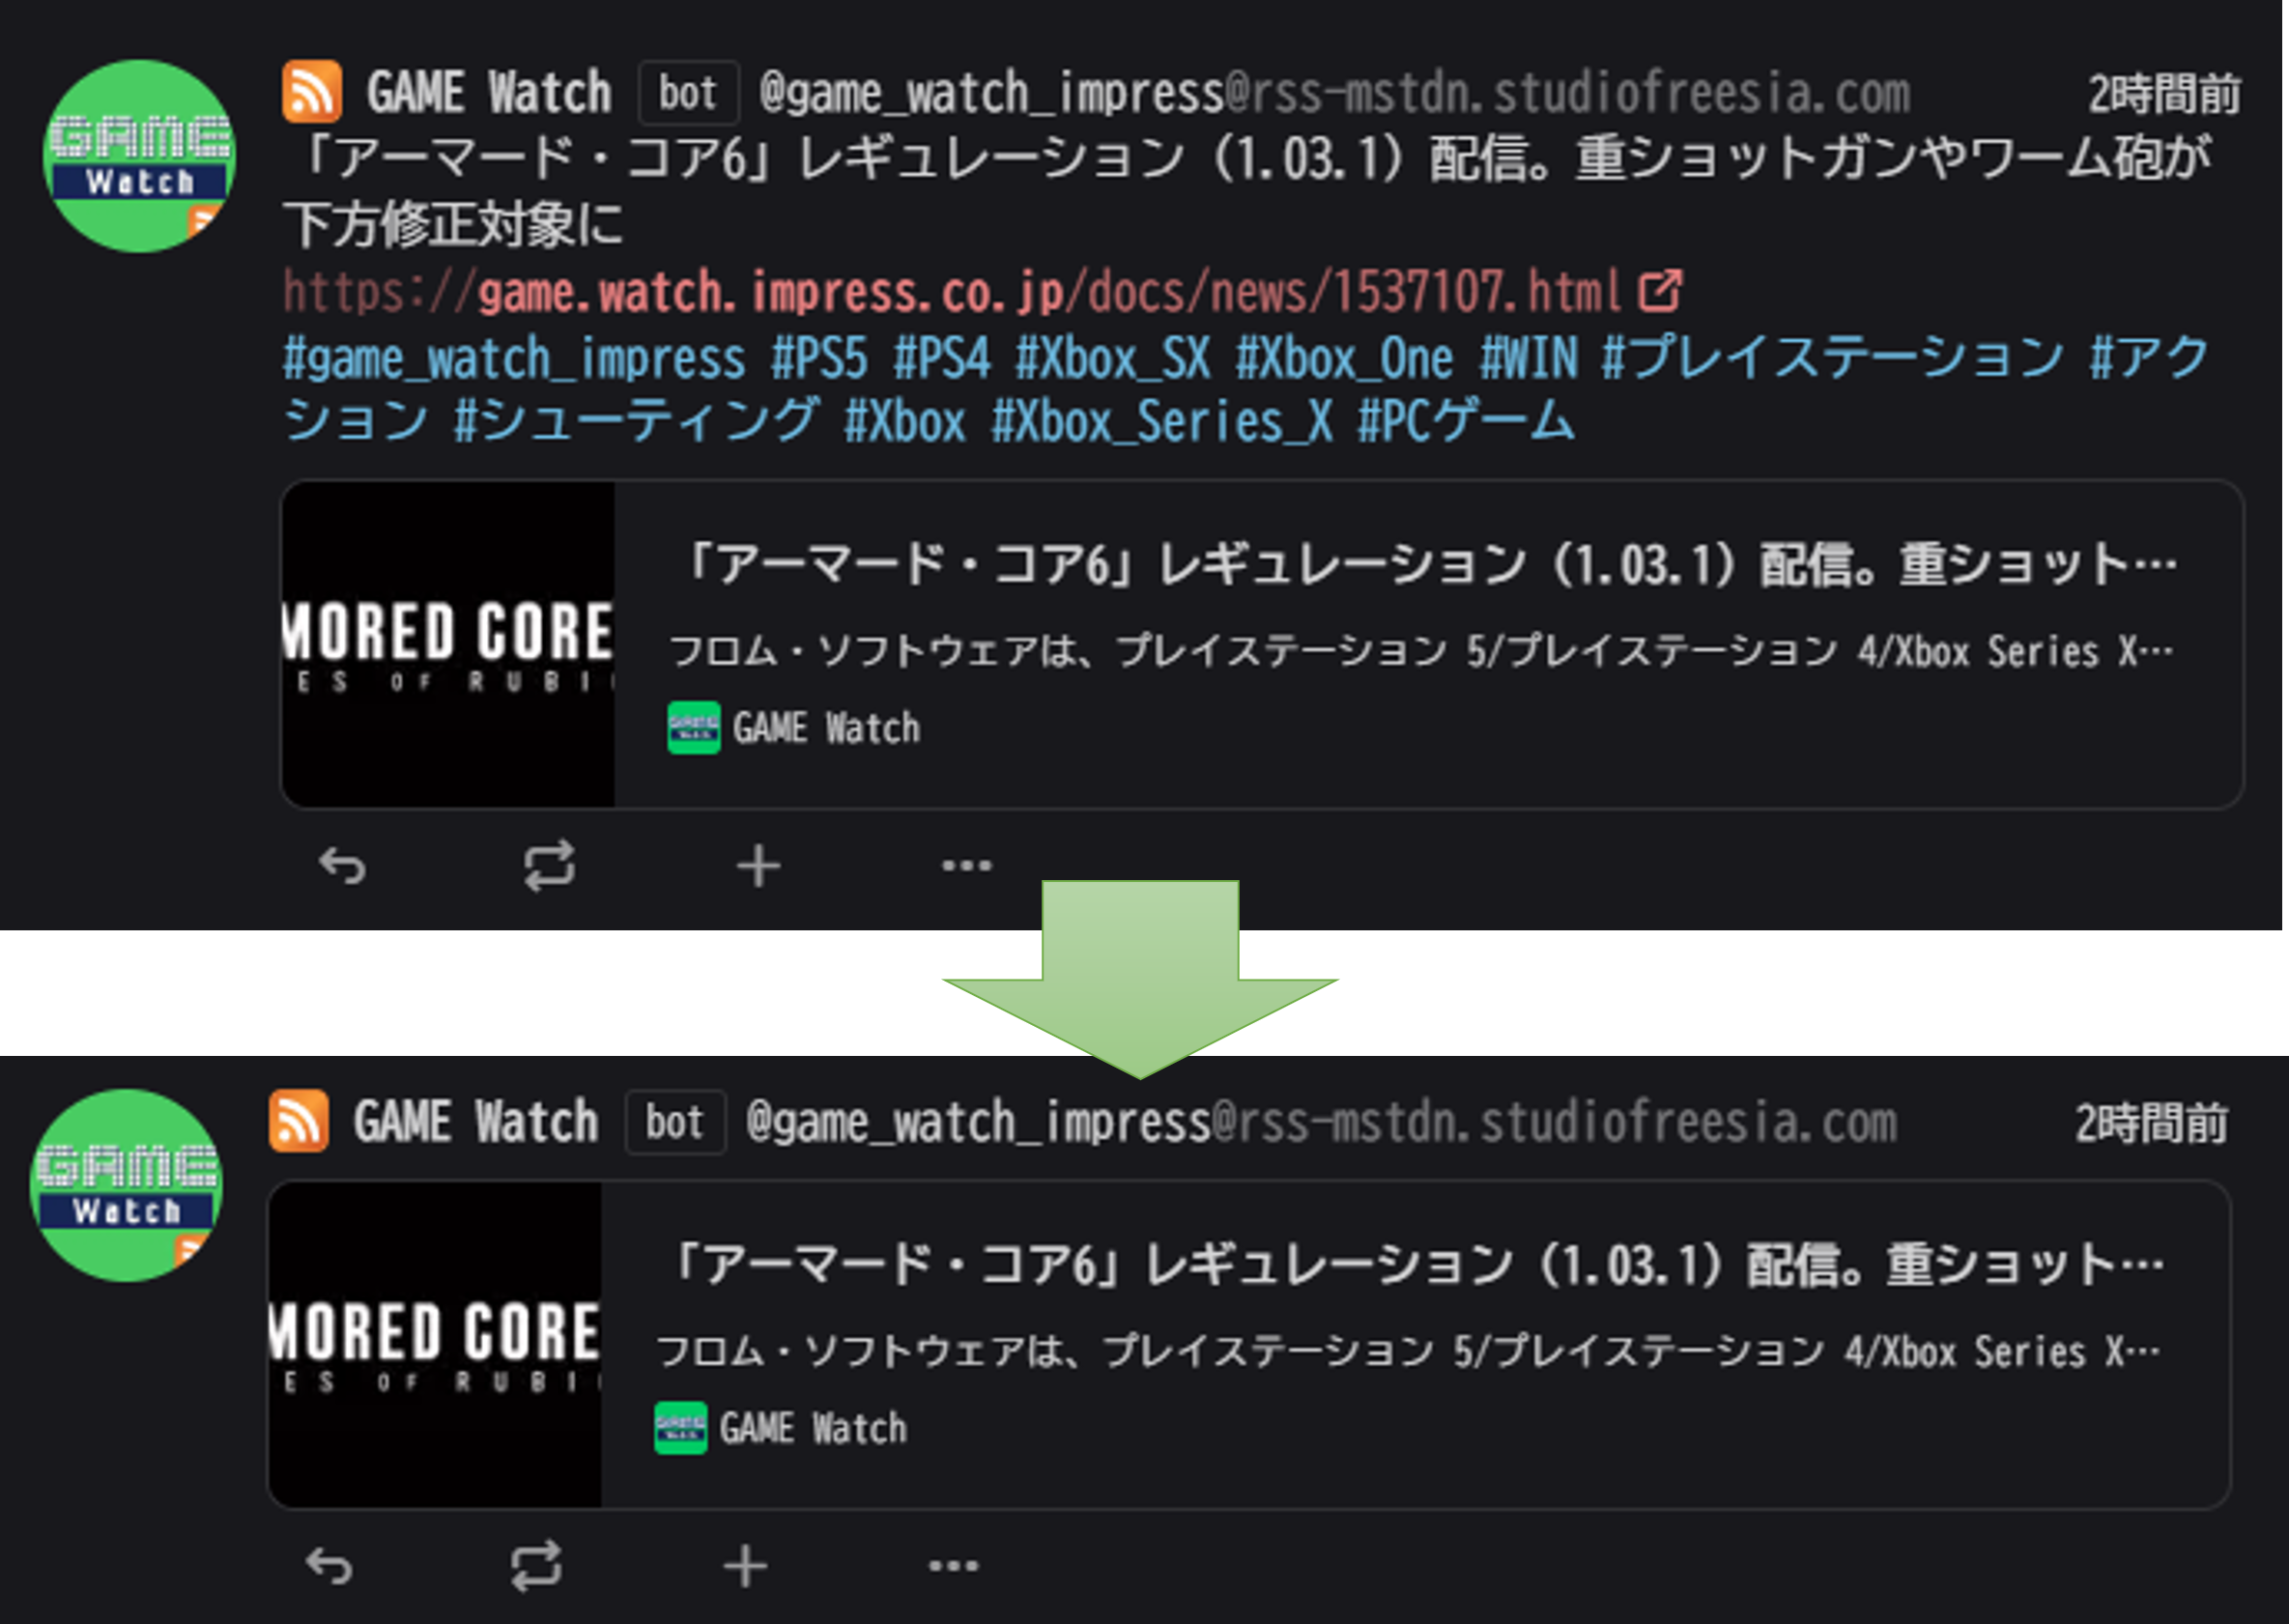 GAME Watch
GAME Watch bot @game_watch_impress@rss-mstdn.studiofreesia.com 2時間前
「アーマード・コア6」レギュレーション（1.03.1）配信。重ショットガンやワーム砲が
下方修正対象に
https://game.watch.impress.co.jp/docs/news/1537107.html
#game_watch_impress #PS5 #PS4 #Xbox_SX #Xbox_One #WIN #プレイステーション #アク
ション #シューティング #Xbox #Xbox_Series_X #PCゲーム
MORED CORE
ES OF RUBI
「アーマード・コア6」レギュレーション（1.03.1）配信。重ショット…
フロム・ソフトウェアは、プレイステーション 5/プレイステーション 4/Xbox Series X…
GAME Watch
GAME Watch
GAME Watch bot @game_watch_impress@rss-mstdn.studiofreesia.com 2時間前
MORED CORE
ES OF RUBI
「アーマード・コア6」レギュレーション（1.03.1）配信。重ショット…
フロム・ソフトウェアは、プレイステーション 5/プレイステーション 4/Xbox Series X…
GAME Watch